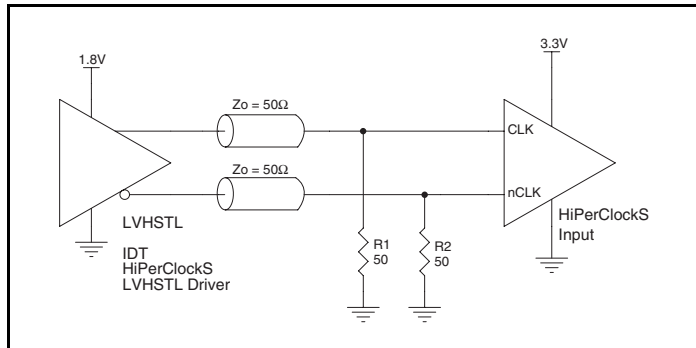 1.8V
3.3V
Zo = 50Ω
CLK
Zo = 50Ω
nCLK
LVHSTL
IDT
HiPerClockS
LVHSTL Driver
R1
50
R2
50
HiPerClockS
Input